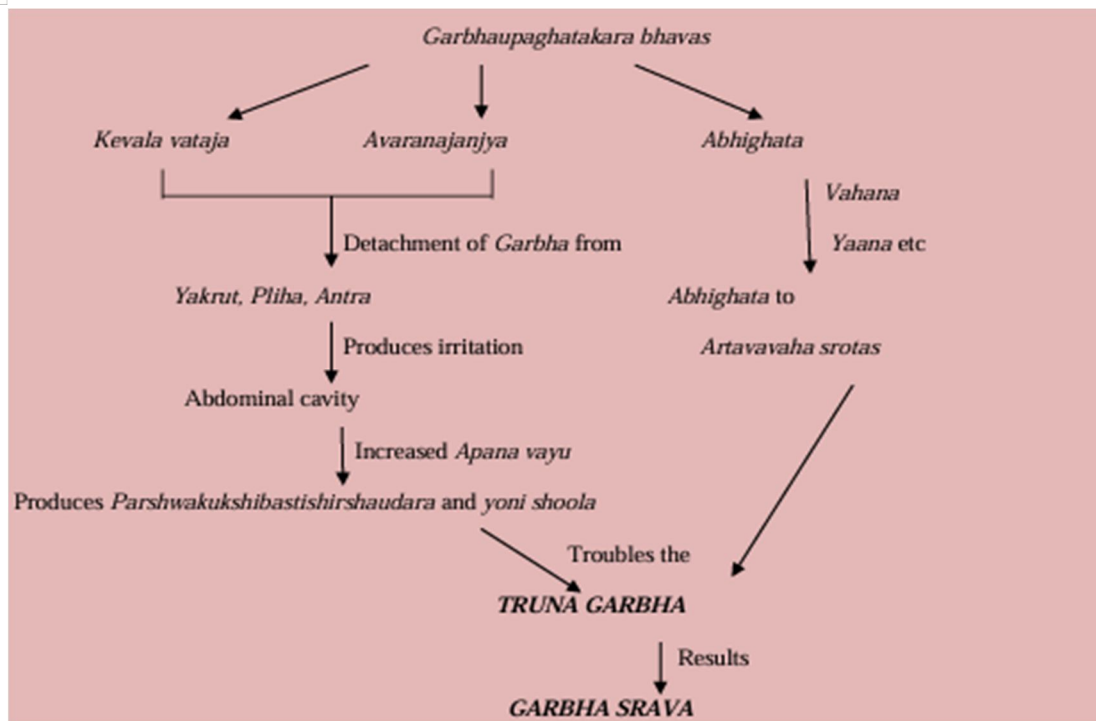 Garbhaupaghatakara bhavas
Kevala vataja
Avaranajanjya
Abhighata
Vahana
Detachment of Garbha from
Yaana etc
Yakrut, Pliha, Antra
Abhighata to
Produces irritation
Artavavaha srotas
Abdominal cavity
Increased Apana vayu
Produces Parshwakukshibastishirshaudara and yoni shoola
Troubles the
TRUNA GARBHA
Results
GARBHA SRAVA